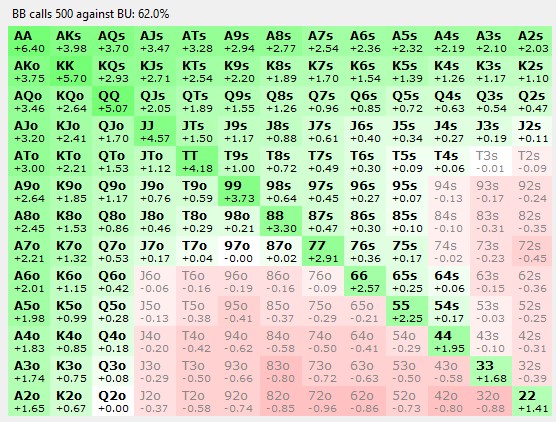 BB calls 500 against BU: 62.0%
AA AKs AQs AJs ATs A9s A8s A7s A6s A5s A4s A3s A2s
+6.40 +3.98 +3.70 +3.47 +3.28 +2.94 +2.77 +2.54 +2.36 +2.32 +2.19 +2.10 +2.03
AKo KK KQs KJs KTs K9s K8s K7s K6s K5s K4s K3s K2s
+3.75 +5.70 +2.93 +2.71 +2.54 +2.20 +1.89 +1.70 +1.54 +1.39 +1.26 +1.17 +1.10
AQo KQo QQ QJs QTs Q9s Q8s Q7s Q6s Q5s Q4s Q3s Q2s
+3.46 +2.64 +5.07 +2.05 +1.89 +1.55 +1.26 +0.96 +0.85 +0.72 +0.63 +0.54 +0.47
AJo KJo QJo JJ JTs J9s J8s J7s J6s J5s J4s J3s J2s
+3.20 +2.41 +1.70 +4.57 +1.50 +1.17 +0.88 +0.61 +0.40 +0.34 +0.27 +0.19 +0.11
ATo KTo QTo JTo TT T9s T8s T7s T6s T5s T4s T3s T2s
+3.00 +2.21 +1.53 +1.12 +4.18 +1.00 +0.72 +0.49 +0.30 +0.09 +0.06 -0.01 -0.09
A9o K9o Q9o J9o T9o 99 98s 97s 96s 95s 94s 93s 92s
+2.64 +1.85 +1.17 +0.76 +0.59 +3.73 +0.64 +0.45 +0.27 +0.07 -0.13 -0.17 -0.24
A8o K8o Q8o J8o T8o 98o 88 87s 86s 85s 84s 83s 82s
+2.45 +1.53 +0.86 +0.46 +0.29 +0.21 +3.30 +0.47 +0.30 +0.10 -0.10 -0.31 -0.35
A7o K7o Q7o J7o T7o 97o 87o 77 76s 75s 74s 73s 72s
+2.22 +1.32 +0.53 +0.17 +0.04 -0.00 +0.02 +2.91 +0.36 +0.17 -0.02 -0.23 -0.45
A6o K6o Q6o J6o T6o 96o 86o 76o 66 65s 64s 63s 62s
+2.01 +1.15 +0.42 -0.06 -0.16 -0.19 -0.16 -0.09 +2.57 +0.25 +0.06 -0.15 -0.36
A5o K5o Q5o J5o T5o 95o 85o 75o 65o 55 54s 53s 52s
+1.98 +0.99 +0.28 -0.13 -0.38 -0.41 -0.37 -0.29 -0.21 +2.25 +0.17 -0.03 -0.25
A4o K4o Q4o J4o T4o 94o 84o 74o 64o 54o 44 43s 42s
+1.83 +0.85 +0.18 -0.20 -0.42 -0.62 -0.58 -0.50 -0.41 -0.29 +1.95 -0.10 -0.31
A3o K3o Q3o J3o T3o 93o 83o 73o 63o 53o 43o 33 32s
+1.74 +0.75 +0.08 -0.29 -0.50 -0.66 -0.80 -0.72 -0.63 -0.50 -0.58 +1.68 -0.39
A2o K2o Q2o J2o T2o 92o 82o 72o 62o 52o 42o 32o 22
+1.65 +0.67 +0.00 -0.37 -0.58 -0.74 -0.85 -0.96 -0.86 -0.73 -0.80 -0.88 +1.41